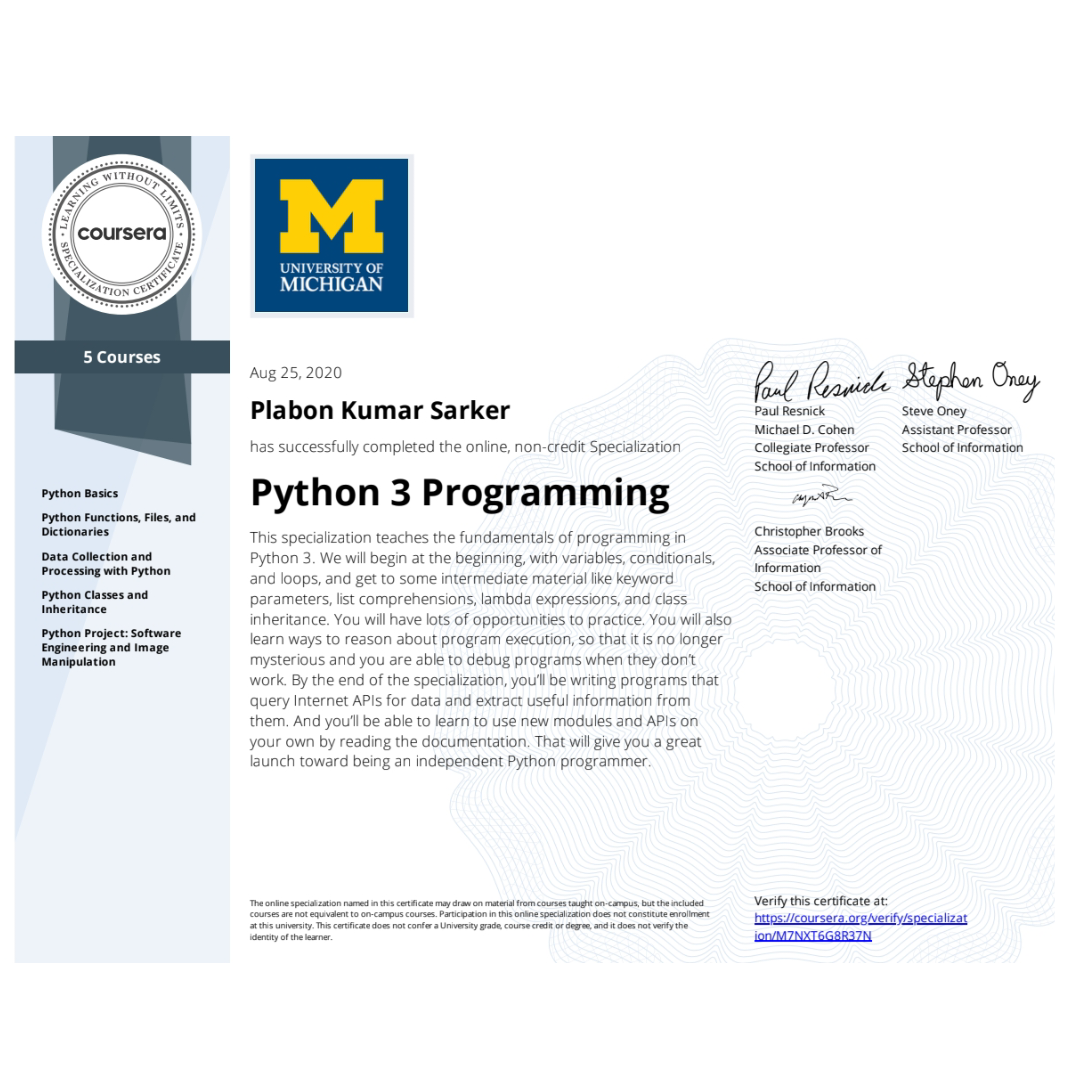 LEARNING WITHOUT LIMITS
coursera
SPECIALIZATION CERTIFICATE
5 Courses
Python Basics
Python Functions, Files, and
Dictionaries
Data Collection and
Processing with Python
Python Classes and
Inheritance
Python Project: Software
Engineering and Image
Manipulation
M
UNIVERSITY OF
MICHIGAN
Aug 25, 2020
Plabon Kumar Sarker
has successfully completed the online, non-credit Specialization
Python 3 Programming
This specialization teaches the fundamentals of programming in
Python 3. We will begin at the beginning, with variables, conditionals,
and loops, and get to some intermediate material like keyword
parameters, list comprehensions, lambda expressions, and class
inheritance. You will have lots of opportunities to practice. You will also
learn ways to reason about program execution, so that it is no longer
mysterious and you are able to debug programs when they don’t
work. By the end of the specialization, you’ll be writing programs that
query Internet APIs for data and extract useful information from
them. And you’ll be able to learn to use new modules and APIs on
your own by reading the documentation. That will give you a great
launch toward being an independent Python programmer.
Paul Resnick
Paul Resnick
Michael D. Cohen
Collegiate Professor
School of Information
Stephen Oney
Steve Oney
Assistant Professor
School of Information
Christopher Brooks
Associate Professor of
Information
School of Information
The online specialization named in this certificate may draw on material from courses taught on-campus, but the included
courses are not equivalent to on-campus courses. Participation in this online specialization does not constitute enrollment
at this university. This certificate does not confer a University grade, course credit or degree, and it does not verify the
identity of the learner.
Verify this certificate at:
https://coursera.org/verify/specializat
ion/M7NXT6G8R37N